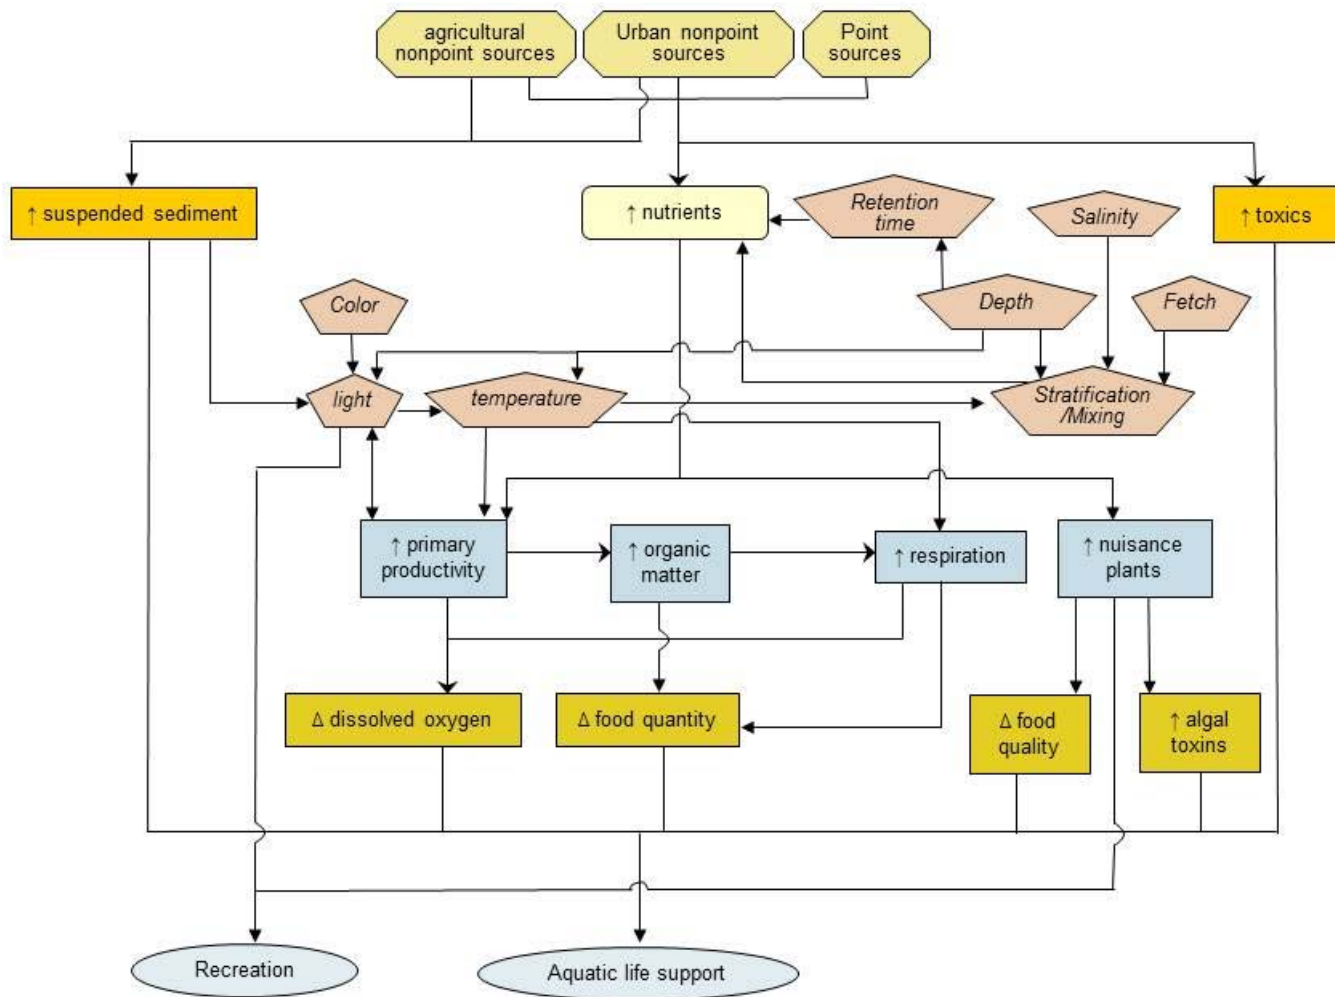 agricultural
nonpoint sources
Urban nonpoint
sources
Point
sources
↑ suspended sediment
↑ nutrients
Retention
time
Salinity
↑ toxics
Color
Depth
Fetch
light
temperature
Stratification
/Mixing
↑ primary
productivity
↑ organic
matter
↑ respiration
↑ nuisance
plants
Δ dissolved oxygen
Δ food quantity
Δ food
quality
↑ algal
toxins
Recreation
Aquatic life support